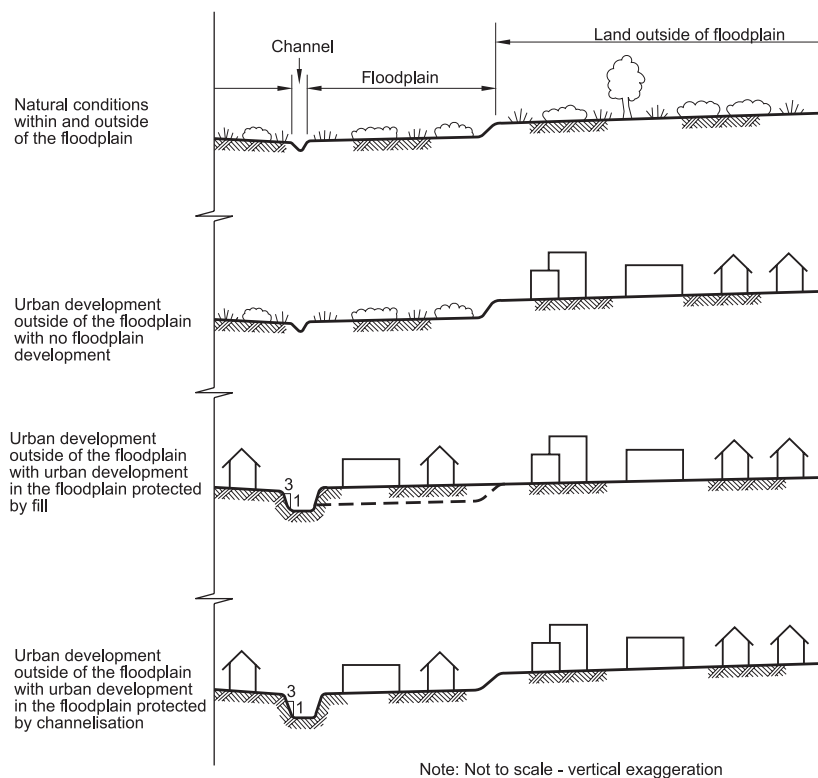 Channel
Land outside of floodplain
Floodplain
Natural conditions
within and outside
of the floodplain
Urban development
outside of the floodplain
with no floodplain
development
Urban development
outside of the floodplain
with urban development
in the floodplain protected
by fill
3
1
Urban development
outside of the floodplain
with urban development
in the floodplain protected
by channelisation
3
1
Note: Not to scale - vertical exaggeration